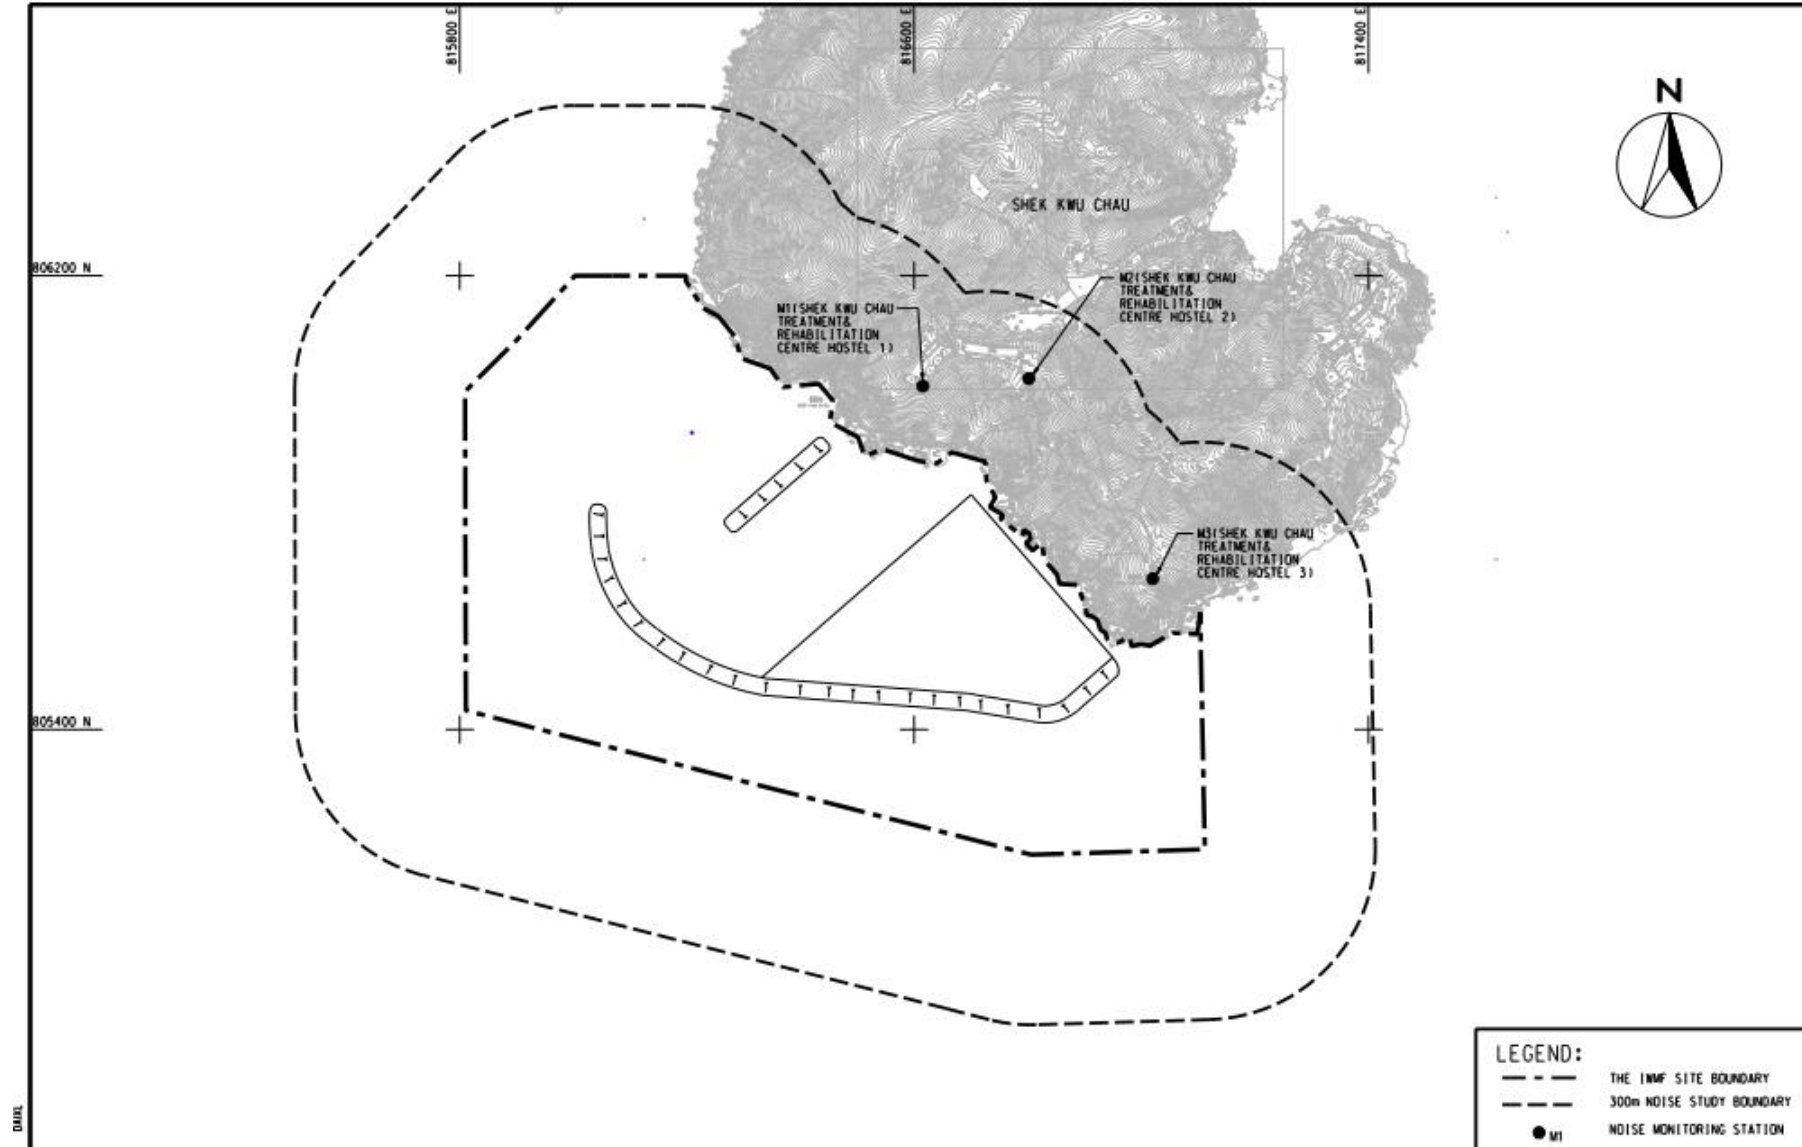 815800 E
816600 E
817400 E
N
SHEK KWU CHAU
806200 N
M1(SHEK KWU CHAU
TREATMENT&
REHABILITATION
CENTRE HOSTEL 1)
M2(SHEK KWU CHAU
TREATMENT&
REHABILITATION
CENTRE HOSTEL 2)
M3(SHEK KWU CHAU
TREATMENT&
REHABILITATION
CENTRE HOSTEL 3)
805400 N
LEGEND:
THE IWMF SITE BOUNDARY
300m NOISE STUDY BOUNDARY
M1
NOISE MONITORING STATION